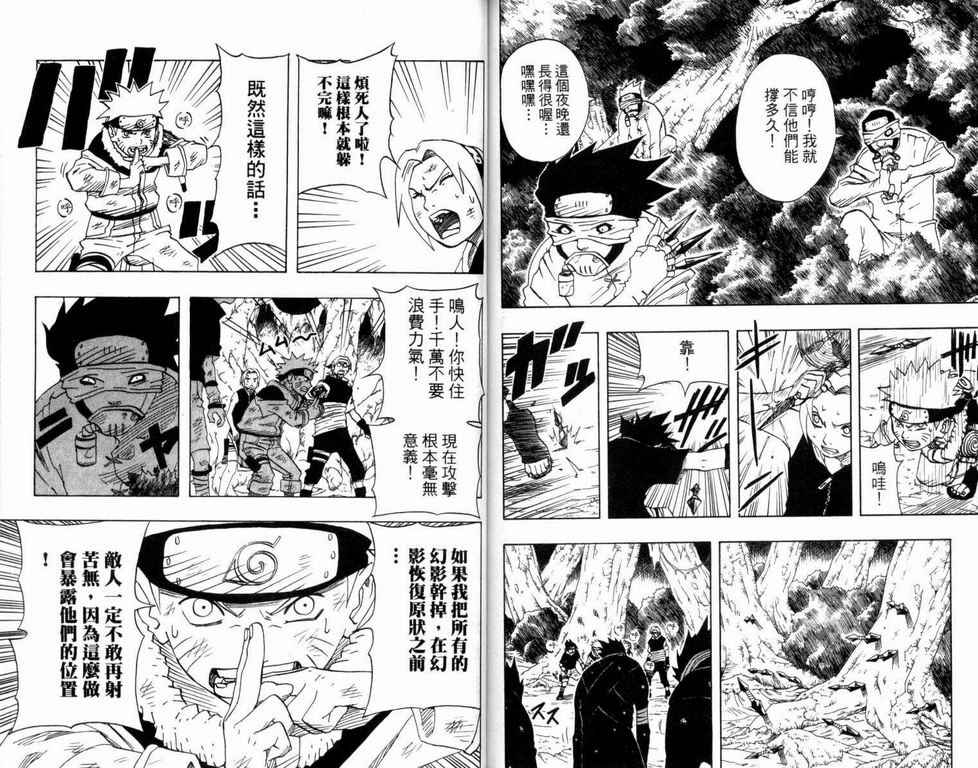 哼哼！我就
不信他們能
撐多久！
這個夜晚還
長得很喔…
嘿嘿嘿…
嗚哇！
靠！
スス
煩死人了啦！
這樣根本就躲
不完嘛！
既然這樣的話…
呼
呼
呼
鳴人！你快住
手！千萬不要
浪費力氣！
現在攻擊
根本毫無
意義！
如果我把所有的
幻影幹掉，在幻
影恢復原狀之前
…
敵人一定不敢再射
苦無，因為這麼做
會暴露他們的位置
！